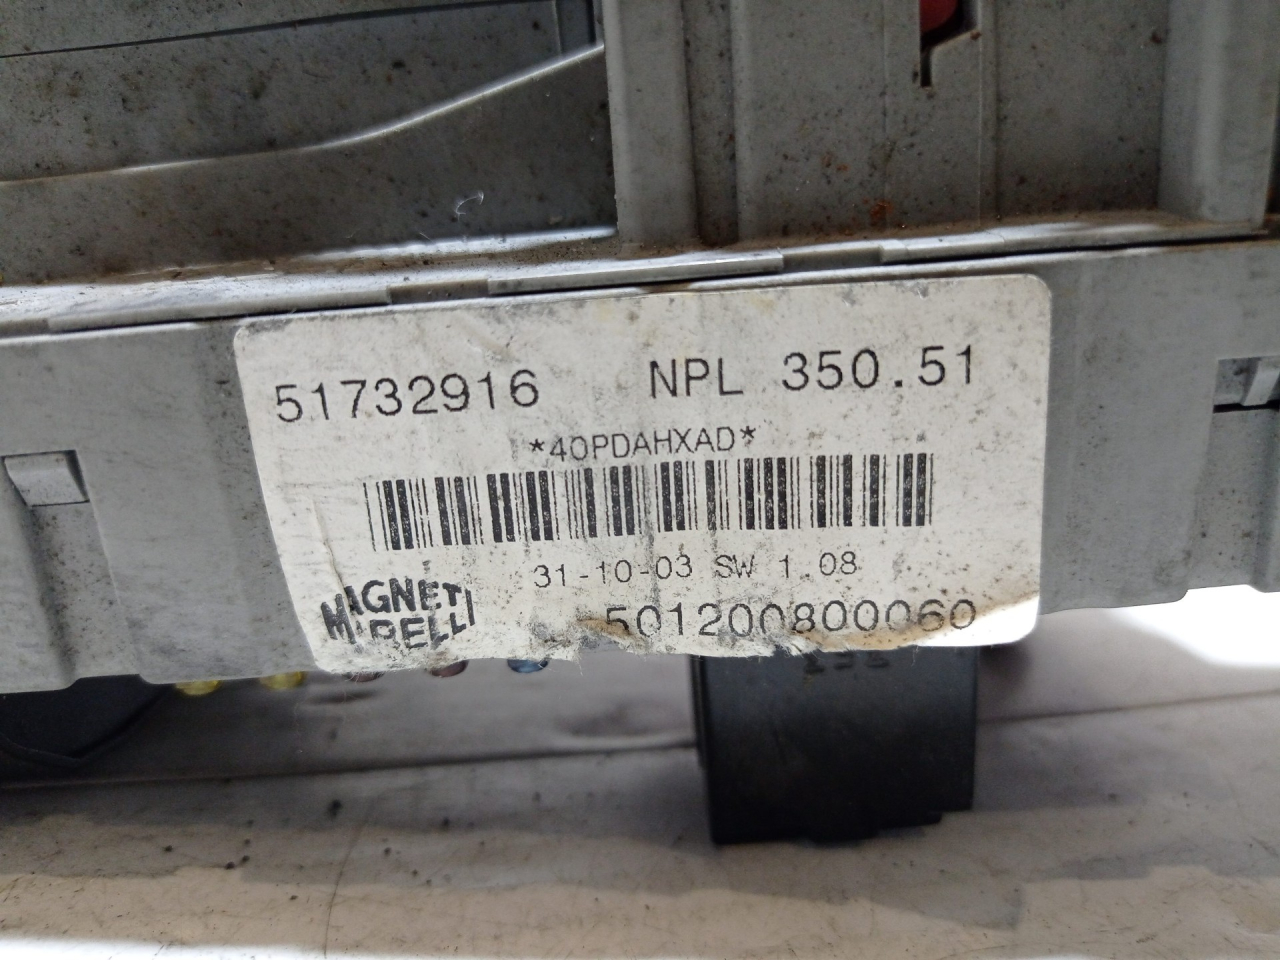 51732916 NPL 350.51
*40PDAHXAD*
31-10-03 SW 1.08
MAGNETI
MARELLI
501200800060